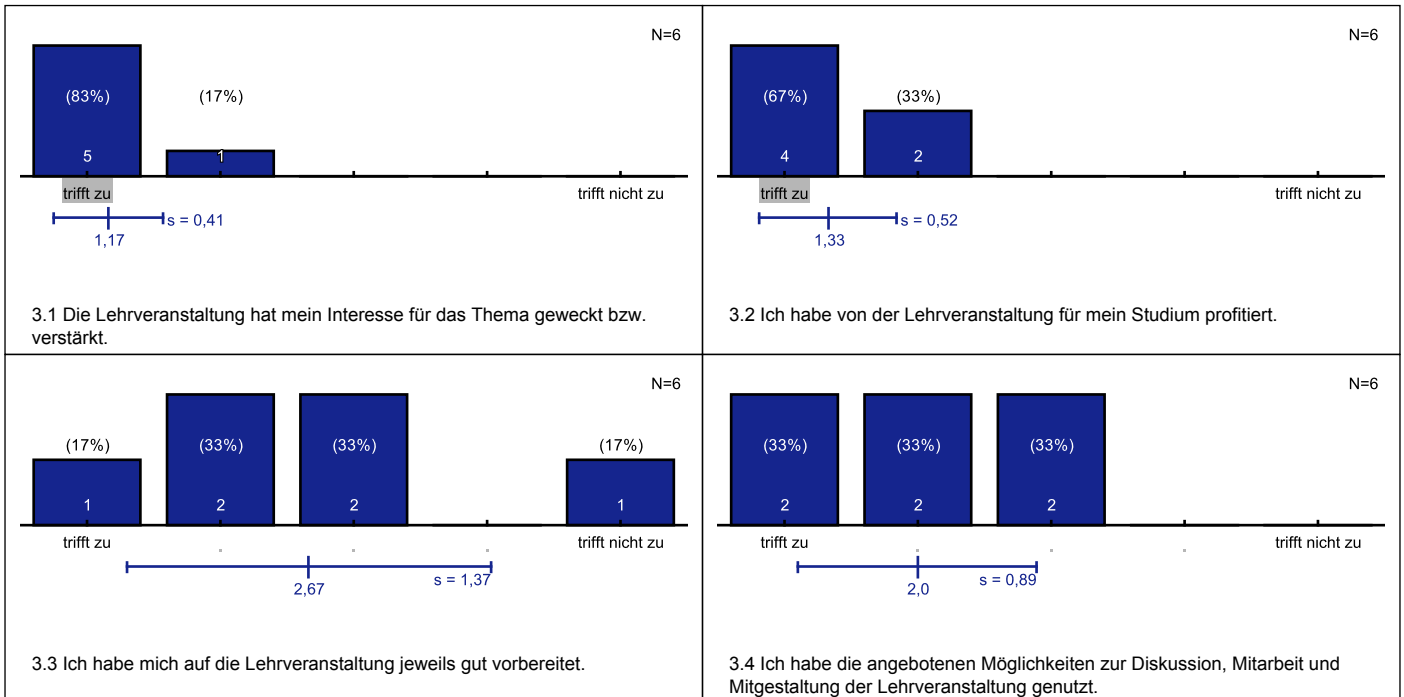 N=6
(83%) (17%)
5 1
trifft zu trifft nicht zu
s = 0,41
1,17
3.1 Die Lehrveranstaltung hat mein Interesse für das Thema geweckt bzw.
verstärkt.
N=6
(67%) (33%)
4 2
trifft zu trifft nicht zu
s = 0,52
1,33
3.2 Ich habe von der Lehrveranstaltung für mein Studium profitiert.
N=6
(17%) (33%) (33%) (17%)
1 2 2 1
trifft zu . . . trifft nicht zu
s = 1,37
2,67
3.3 Ich habe mich auf die Lehrveranstaltung jeweils gut vorbereitet.
N=6
(33%) (33%) (33%)
2 2 2
trifft zu . . . trifft nicht zu
s = 0,89
2,0
3.4 Ich habe die angebotenen Möglichkeiten zur Diskussion, Mitarbeit und
Mitgestaltung der Lehrveranstaltung genutzt.